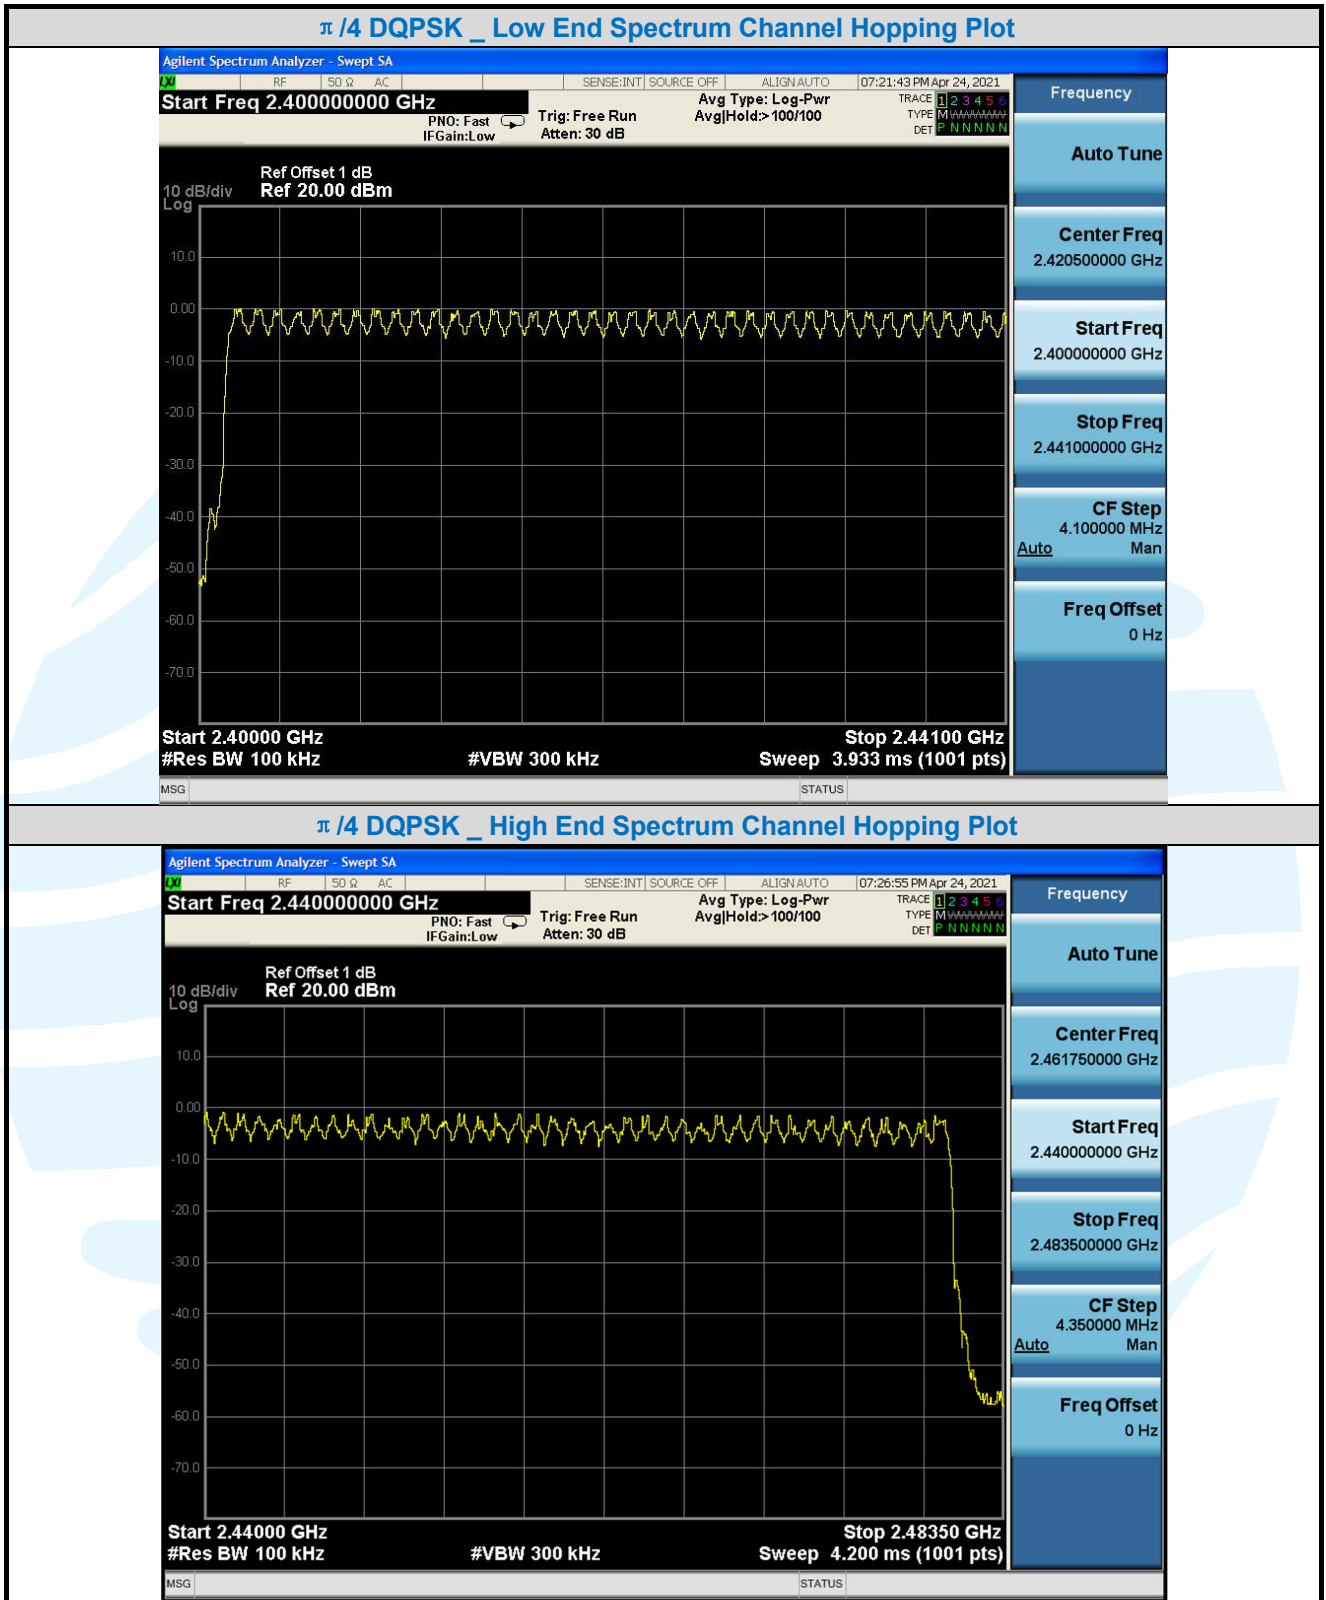 π/4 DQPSK _ Low End Spectrum Channel Hopping Plot
Agilent Spectrum Analyzer - Swept SA
LXI RF 50 Ω AC SENSE:INT SOURCE OFF ALIGN AUTO 07:21:43 PM Apr 24, 2021
Start Freq 2.400000000 GHz
PNO: Fast
IFGain:Low
Trig: Free Run
Atten: 30 dB
Avg Type: Log-Pwr
Avg|Hold:>100/100
TRACE 1 2 3 4 5 6
TYPE M
DET P N N N N N
Ref Offset 1 dB
10 dB/div Ref 20.00 dBm
Log
10.0
0.00
-10.0
-20.0
-30.0
-40.0
-50.0
-60.0
-70.0
Start 2.40000 GHz Stop 2.44100 GHz
#Res BW 100 kHz #VBW 300 kHz Sweep 3.933 ms (1001 pts)
MSG STATUS
Frequency
Auto Tune
Center Freq
2.420500000 GHz
Start Freq
2.400000000 GHz
Stop Freq
2.441000000 GHz
CF Step
4.100000 MHz
Auto Man
Freq Offset
0 Hz
π/4 DQPSK _ High End Spectrum Channel Hopping Plot
Agilent Spectrum Analyzer - Swept SA
LXI RF 50 Ω AC SENSE:INT SOURCE OFF ALIGN AUTO 07:26:55 PM Apr 24, 2021
Start Freq 2.440000000 GHz
PNO: Fast
IFGain:Low
Trig: Free Run
Atten: 30 dB
Avg Type: Log-Pwr
Avg|Hold:>100/100
TRACE 1 2 3 4 5 6
TYPE M
DET P N N N N N
Ref Offset 1 dB
10 dB/div Ref 20.00 dBm
Log
10.0
0.00
-10.0
-20.0
-30.0
-40.0
-50.0
-60.0
-70.0
Start 2.44000 GHz Stop 2.48350 GHz
#Res BW 100 kHz #VBW 300 kHz Sweep 4.200 ms (1001 pts)
MSG STATUS
Frequency
Auto Tune
Center Freq
2.461750000 GHz
Start Freq
2.440000000 GHz
Stop Freq
2.483500000 GHz
CF Step
4.350000 MHz
Auto Man
Freq Offset
0 Hz